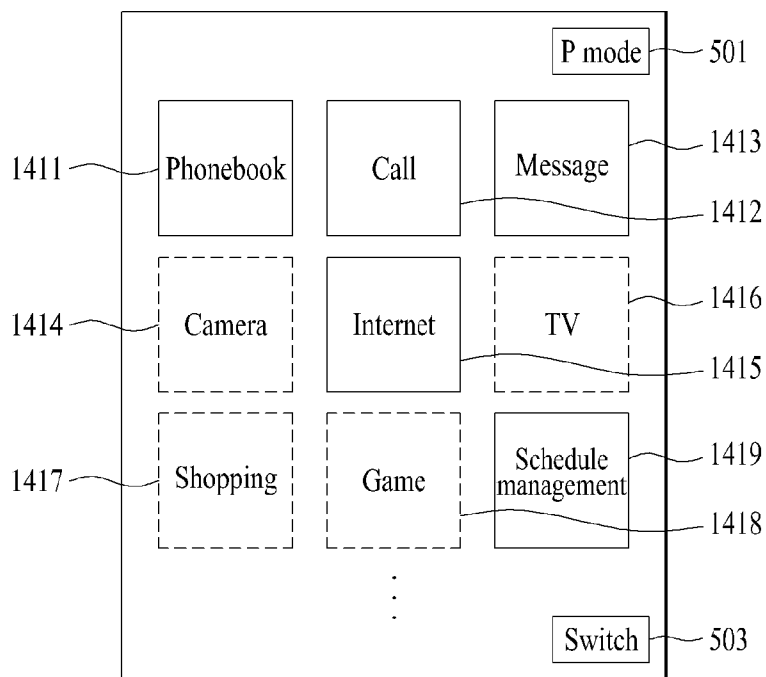 P mode
501
1411
Phonebook
Call
Message
1413
1412
1414
Camera
Internet
TV
1416
1415
1417
Shopping
Game
Schedule
management
1419
1418
Switch
503